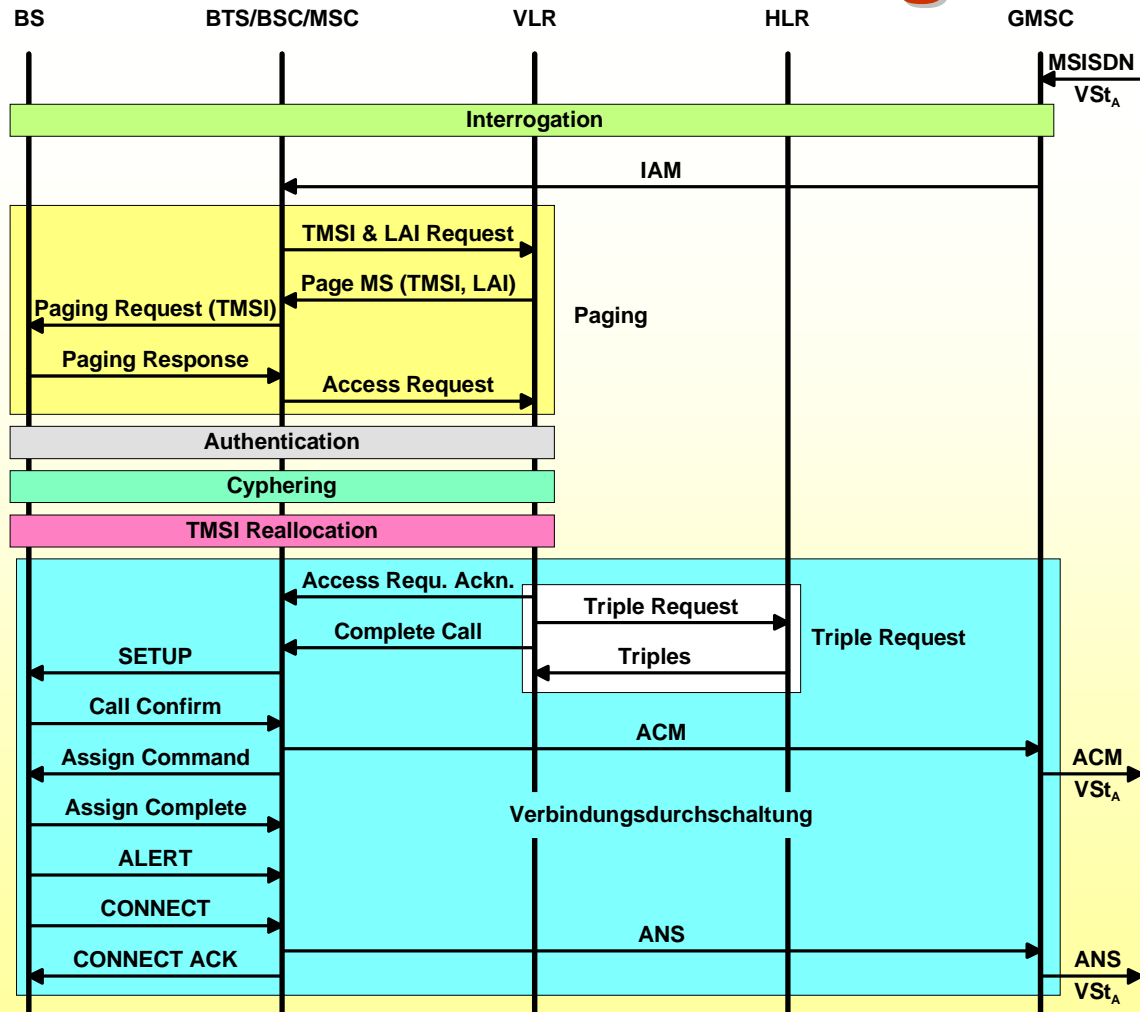 BS BTS/BSC/MSC VLR HLR GMSC
MSISDN
VStA
Interrogation
IAM
TMSI & LAI Request
Page MS (TMSI, LAI)
Paging Request (TMSI)
Paging
Paging Response
Access Request
Authentication
Cyphering
TMSI Reallocation
Access Requ. Ackn.
Triple Request
Complete Call
Triple Request
SETUP
Triples
Call Confirm
ACM
Assign Command
ACM
VStA
Assign Complete
Verbindungsdurchschaltung
ALERT
CONNECT
ANS
CONNECT ACK
ANS
VStA